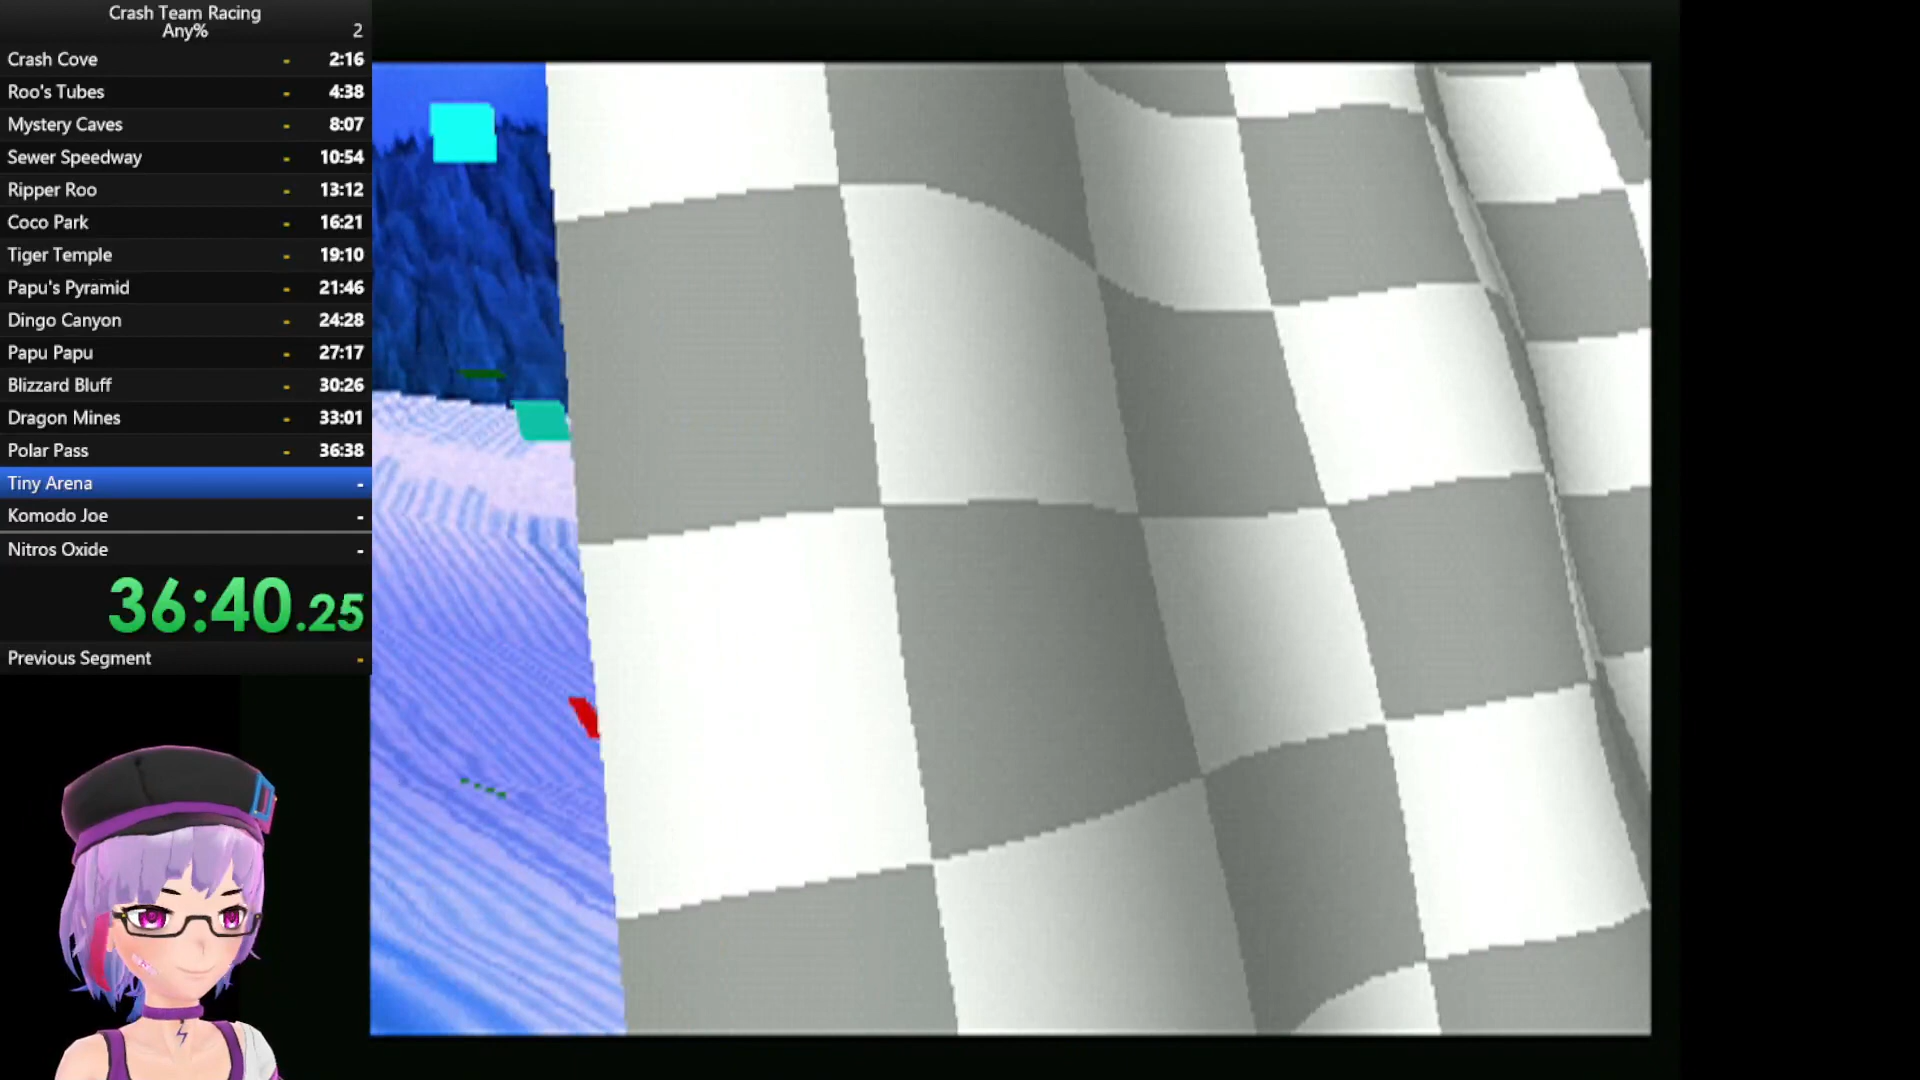 Crash Team Racing
Any% 2
Crash Cove - 2:16
Roo's Tubes - 4:38
Mystery Caves - 8:07
Sewer Speedway - 10:54
Ripper Roo - 13:12
Coco Park - 16:21
Tiger Temple - 19:10
Papu's Pyramid - 21:46
Dingo Canyon - 24:28
Papu Papu - 27:17
Blizzard Bluff - 30:26
Dragon Mines - 33:01
Polar Pass - 36:38
Tiny Arena -
Komodo Joe -
Nitros Oxide -
36:40.25
Previous Segment -